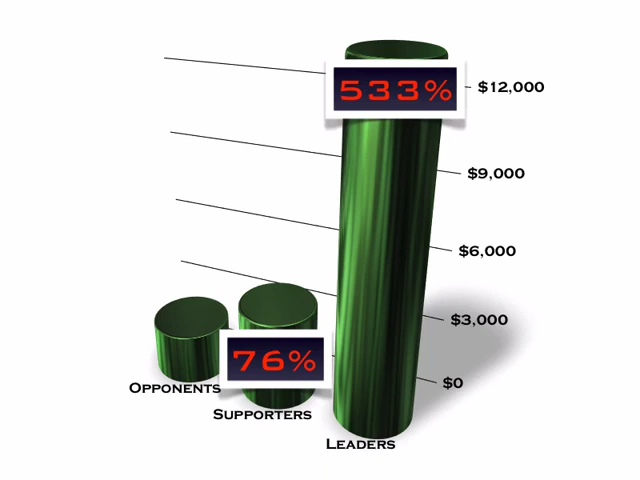 533%
$12,000
$9,000
$6,000
$3,000
76%
$0
Opponents
Supporters
Leaders